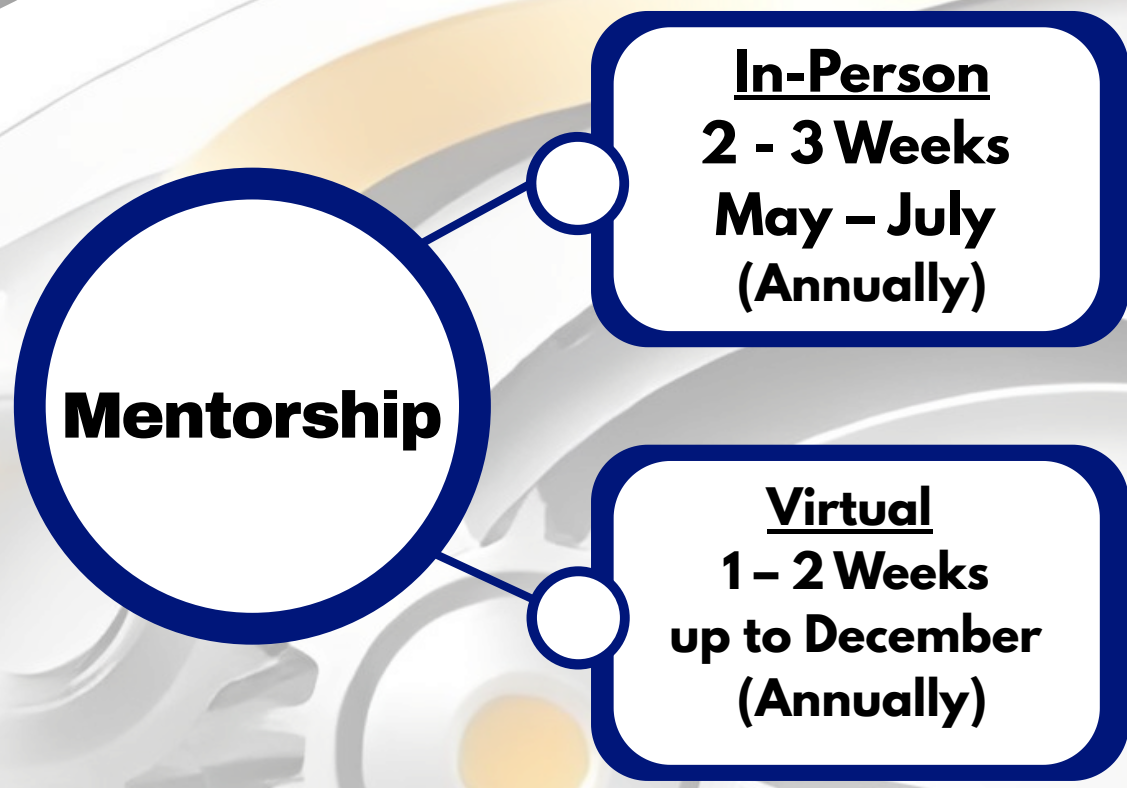 Mentorship
In-Person
2 - 3 Weeks
May – July
(Annually)
Virtual
1 – 2 Weeks
up to December
(Annually)